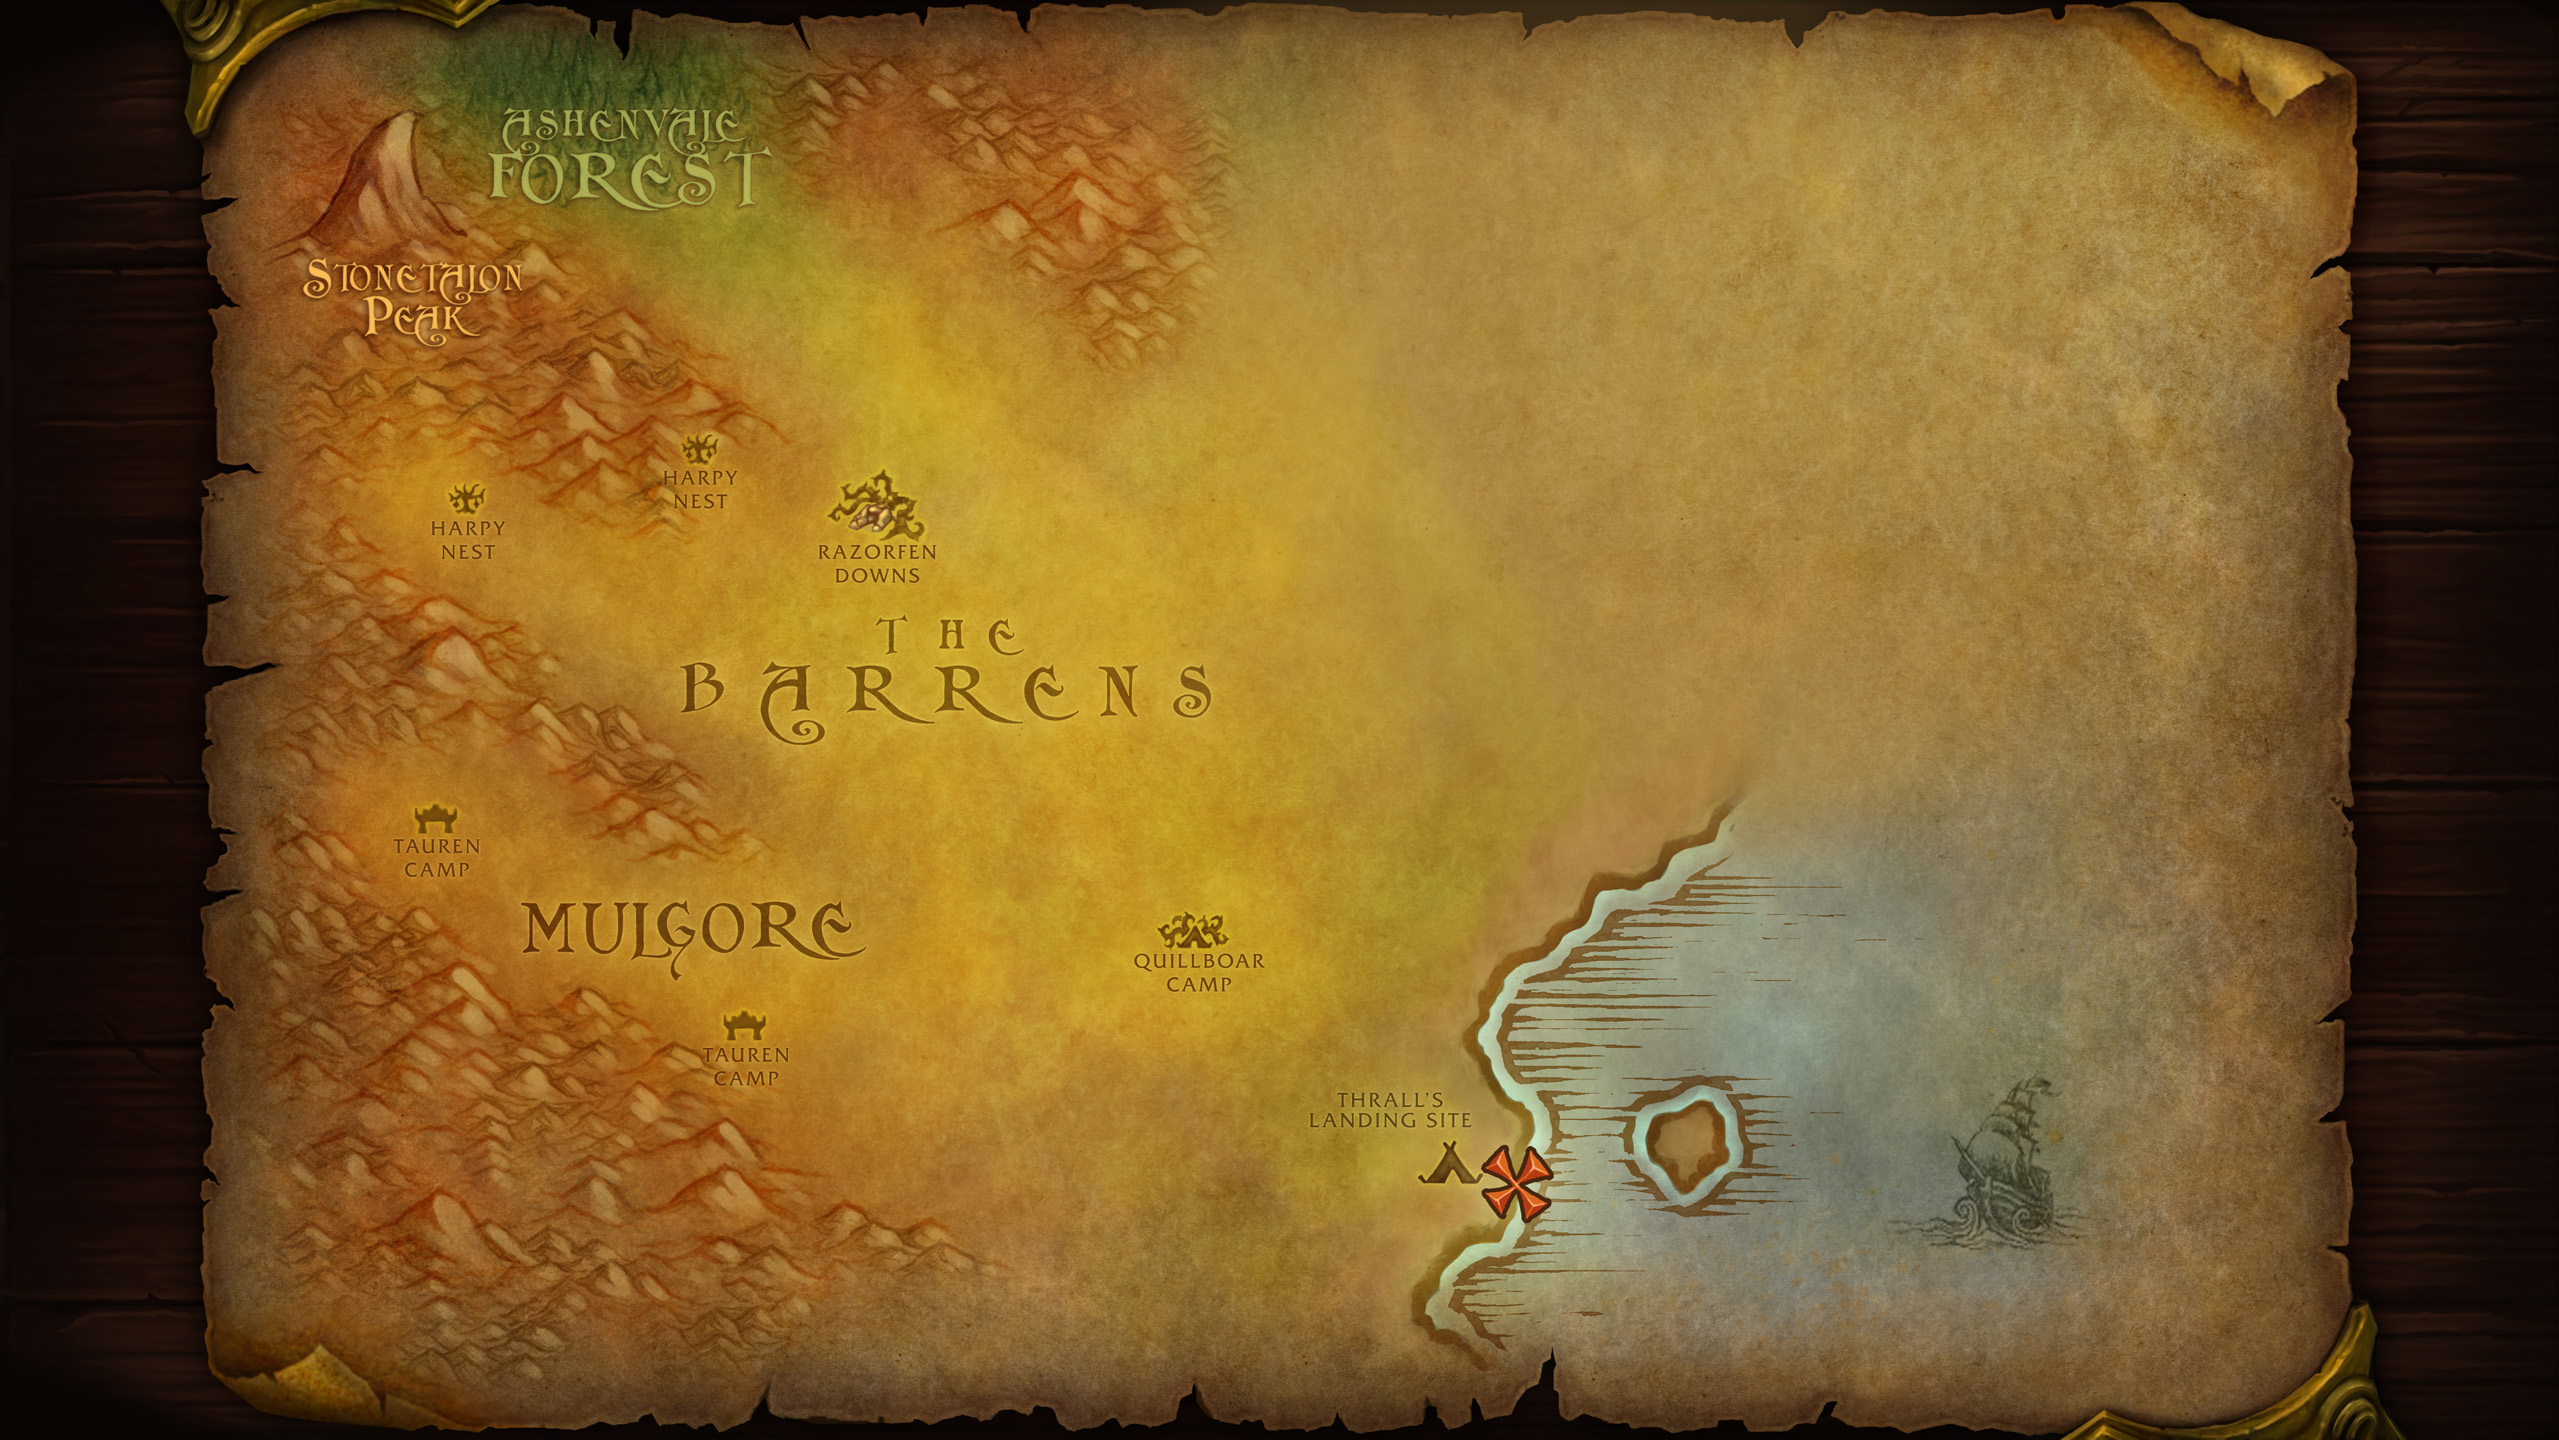 ASHENVALE
FOREST
STONETALON
PEAK
HARPY
NEST
HARPY
NEST
RAZORFEN
DOWNS
THE
BARRENS
TAUREN
CAMP
MULGORE
QUILLBOAR
CAMP
TAUREN
CAMP
THRALL'S
LANDING SITE